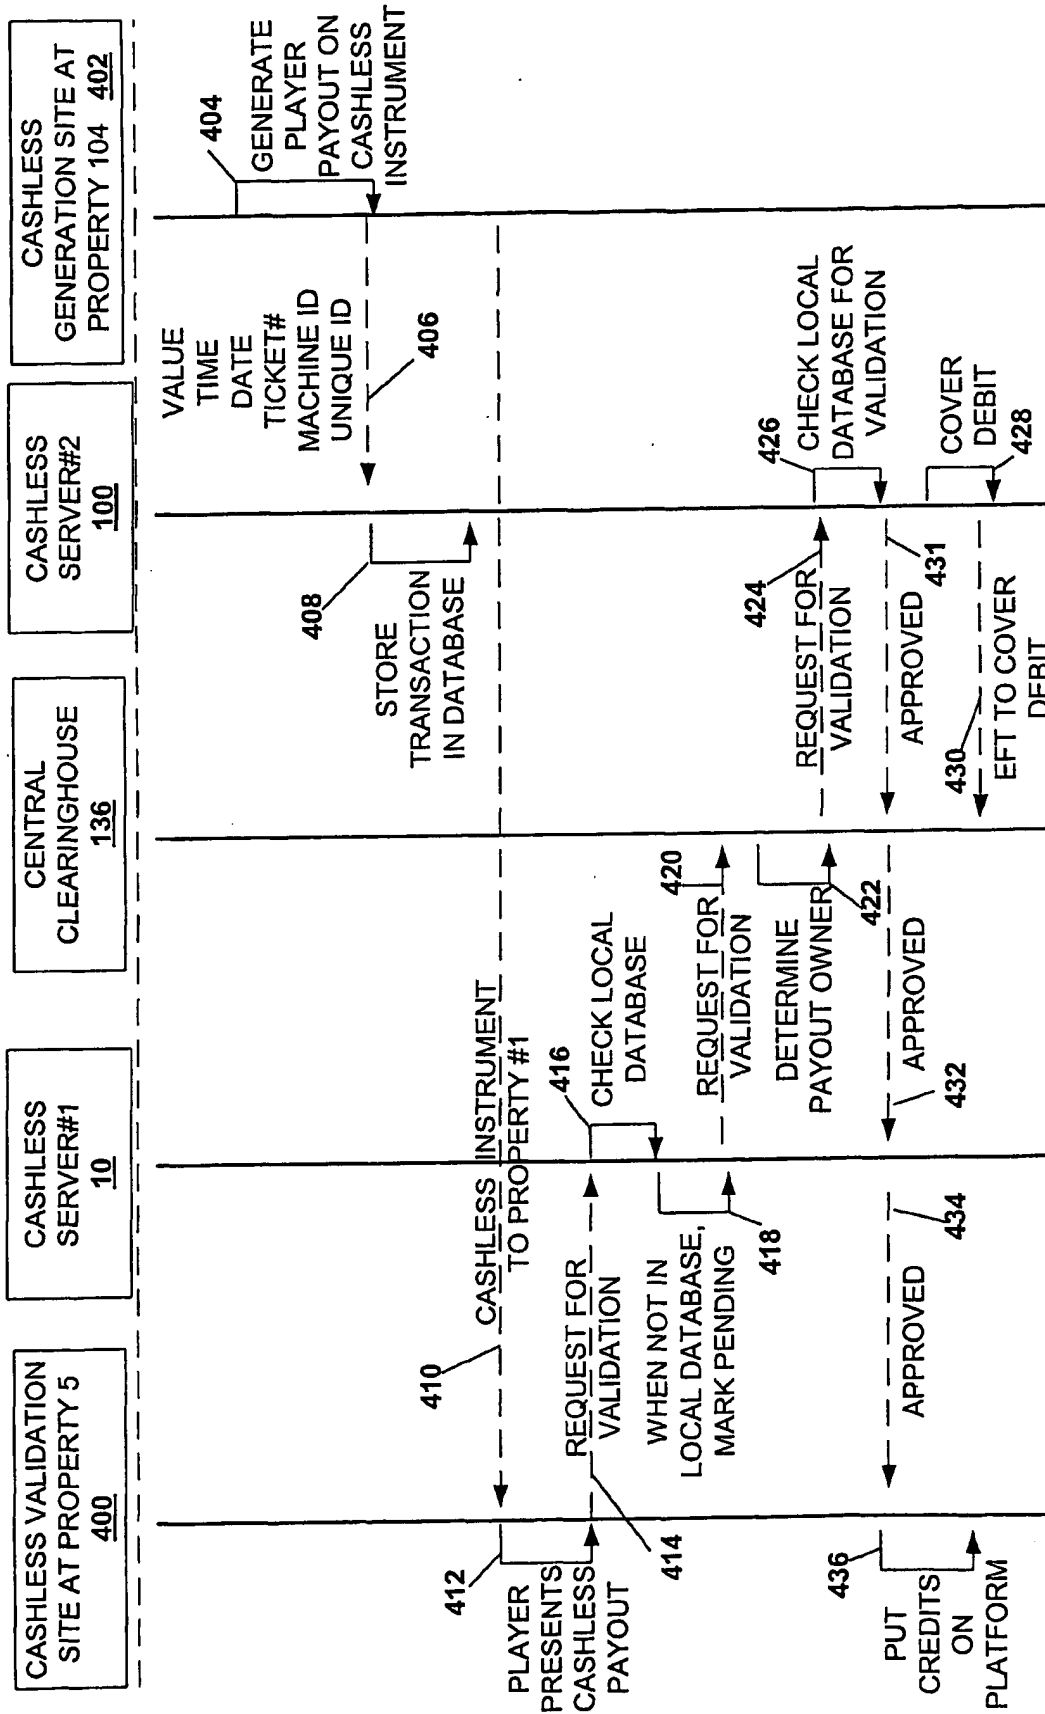 CASHLESS VALIDATION
SITE AT PROPERTY 5
400
CASHLESS
SERVER#1
10
CENTRAL
CLEARINGHOUSE
136
CASHLESS
SERVER#2
100
CASHLESS
GENERATION SITE AT
PROPERTY 104 402
404
GENERATE
PLAYER
PAYOUT ON
CASHLESS
INSTRUMENT
VALUE
TIME
DATE
TICKET#
MACHINE ID
UNIQUE ID
406
408
STORE
TRANSACTION
IN DATABASE
410
CASHLESS INSTRUMENT
TO PROPERTY #1
412
PLAYER
PRESENTS
CASHLESS
PAYOUT
414
REQUEST FOR
VALIDATION
416
CHECK LOCAL
DATABASE
418
WHEN NOT IN
LOCAL DATABASE,
MARK PENDING
420
REQUEST FOR
VALIDATION
422
DETERMINE
PAYOUT OWNER
424
REQUEST FOR
VALIDATION
426
CHECK LOCAL
DATABASE FOR
VALIDATION
431
APPROVED
COVER
DEBIT
428
430
EFT TO COVER
DEBIT
APPROVED
432
APPROVED
434
436
PUT
CREDITS
ON
PLATFORM